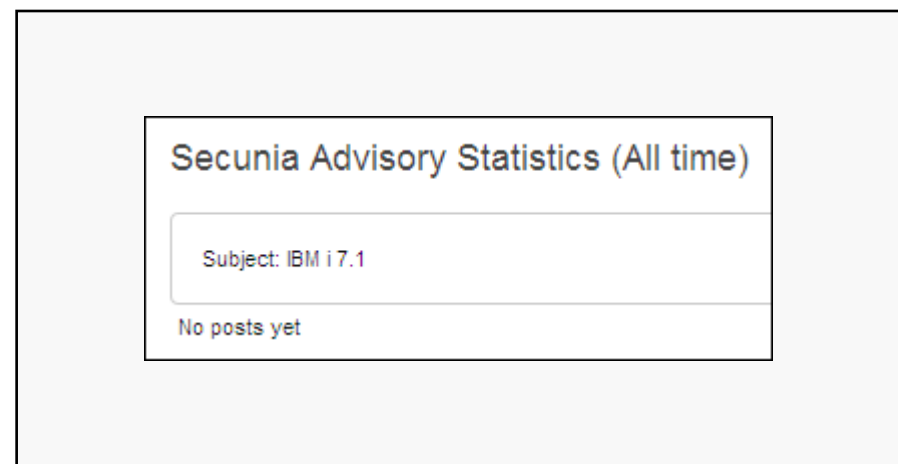 Secunia Advisory Statistics (All time)
Subject: IBM i 7.1
No posts yet